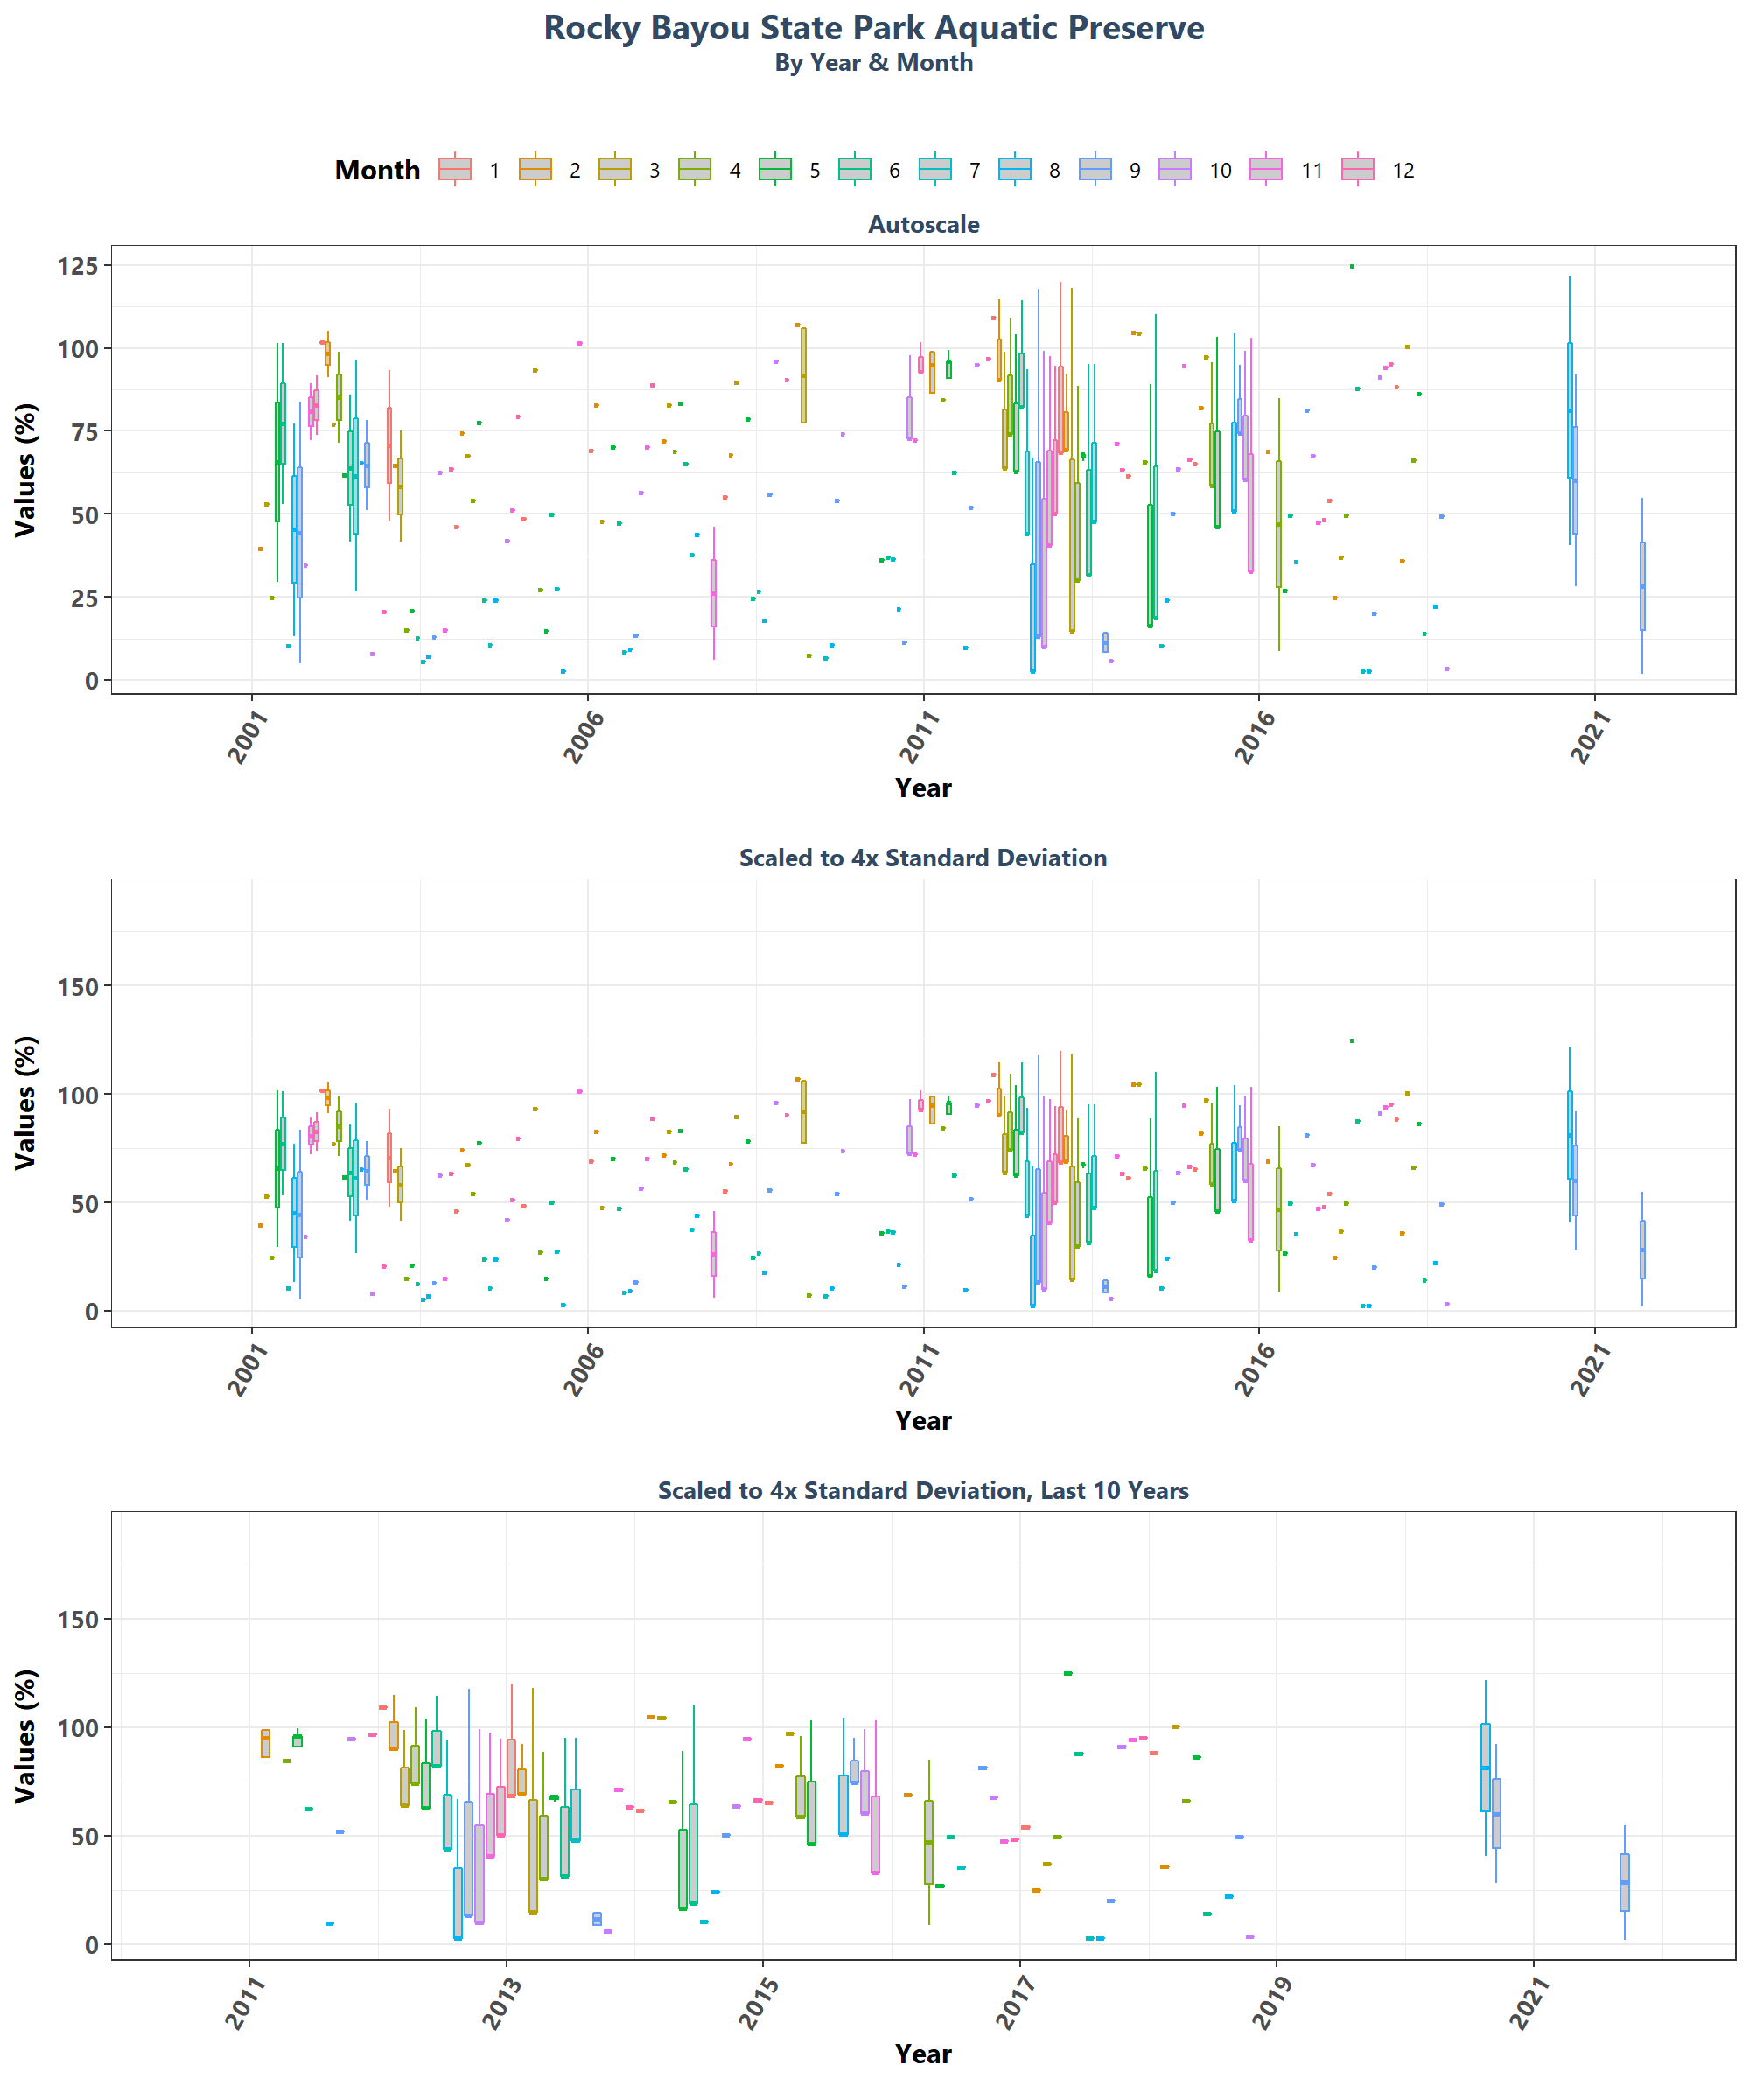 Rocky Bayou State Park Aquatic Preserve
By Year & Month
Month 1 2 3 4 5 6 7 8 9 10 11 12
Autoscale
125
100
75
50
25
0
Values (%)
2001 2006 2011 2016 2021
Year
Scaled to 4x Standard Deviation
150
100
50
0
Values (%)
2001 2006 2011 2016 2021
Year
Scaled to 4x Standard Deviation, Last 10 Years
150
100
50
0
Values (%)
2011 2013 2015 2017 2019 2021
Year